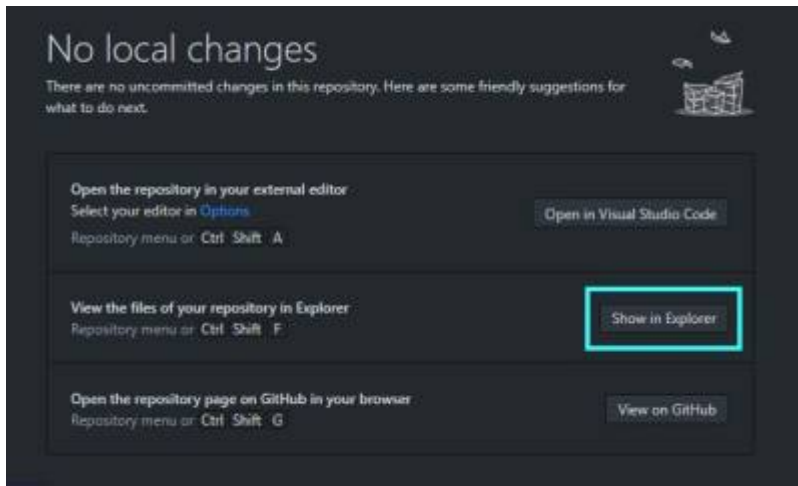 No local changes
There are no uncommitted changes in this repository. Here are some friendly suggestions for
what to do next.
Open the repository in your external editor
Select your editor in Options
Repository menu or Ctrl Shift A
Open in Visual Studio Code
View the files of your repository in Explorer
Repository menu or Ctrl Shift F
Show in Explorer
Open the repository page on GitHub in your browser
Repository menu or Ctrl Shift G
View on GitHub